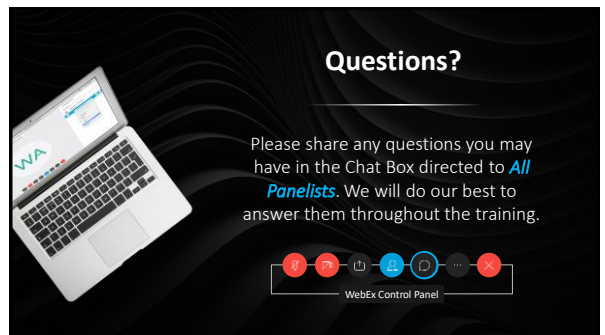 Questions?
WA
Please share any questions you may
have in the Chat Box directed to All
Panelists. We will do our best to
answer them throughout the training.
WebEx Control Panel